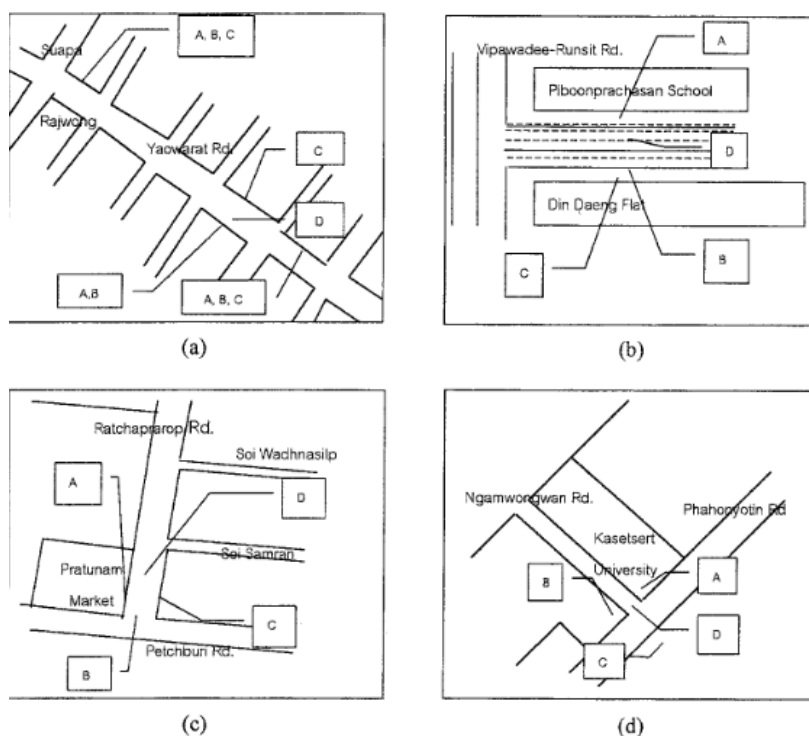 Suapa
A, B, C
Rajwong
Yaowarat Rd.
C
D
A,B
A, B, C
(a)
Vipawadee-Runsit Rd.
A
Piboonprachasan School
D
Din Daeng Flat
C
B
(b)
Ratchaprarop Rd.
Soi Wadhnasilp
A
D
Soi Samran
Pratunam
Market
C
Petchburi Rd.
B
(c)
Ngamwongwan Rd.
Phahooyotin Rd
Kasetsert
University
B
A
D
C
(d)